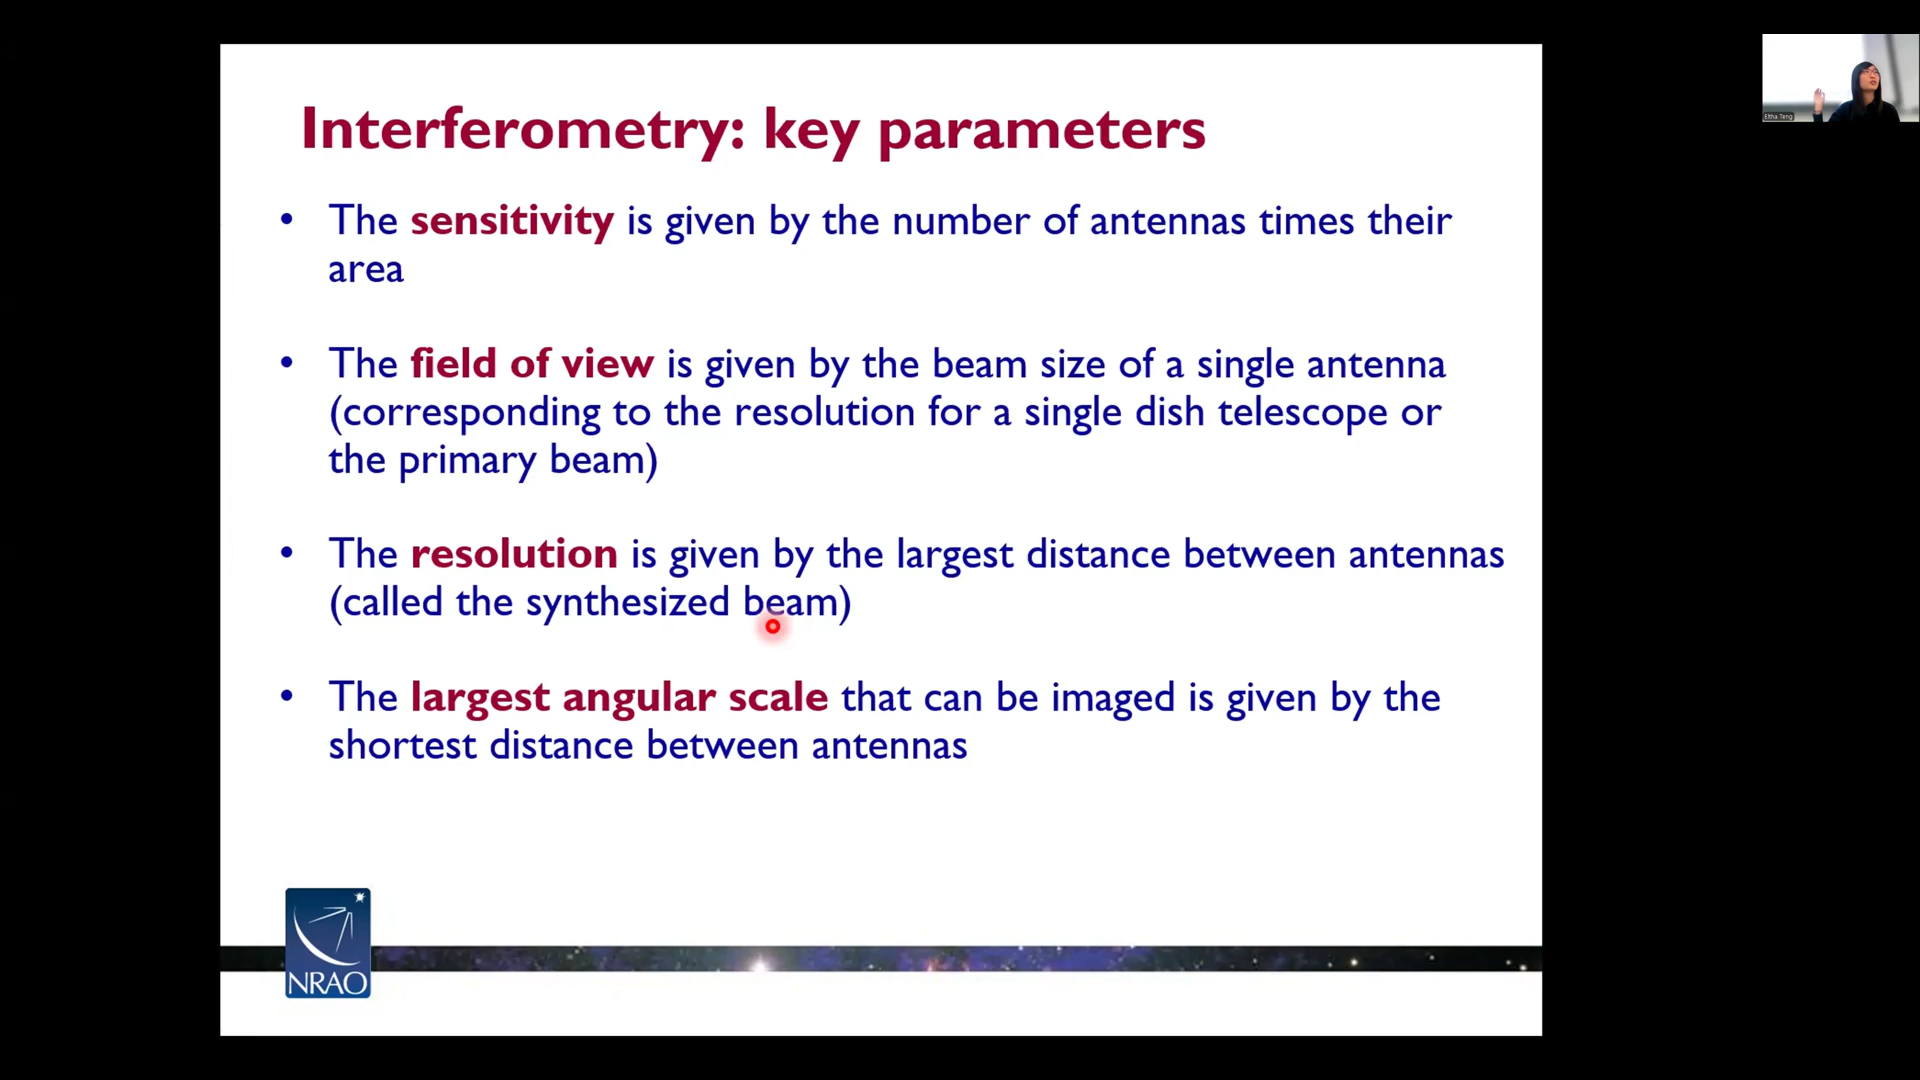 Interferometry: key parameters
• The sensitivity is given by the number of antennas times their
area
• The field of view is given by the beam size of a single antenna
(corresponding to the resolution for a single dish telescope or
the primary beam)
• The resolution is given by the largest distance between antennas
(called the synthesized beam)
• The largest angular scale that can be imaged is given by the
shortest distance between antennas
NRAO
Eltha Teng